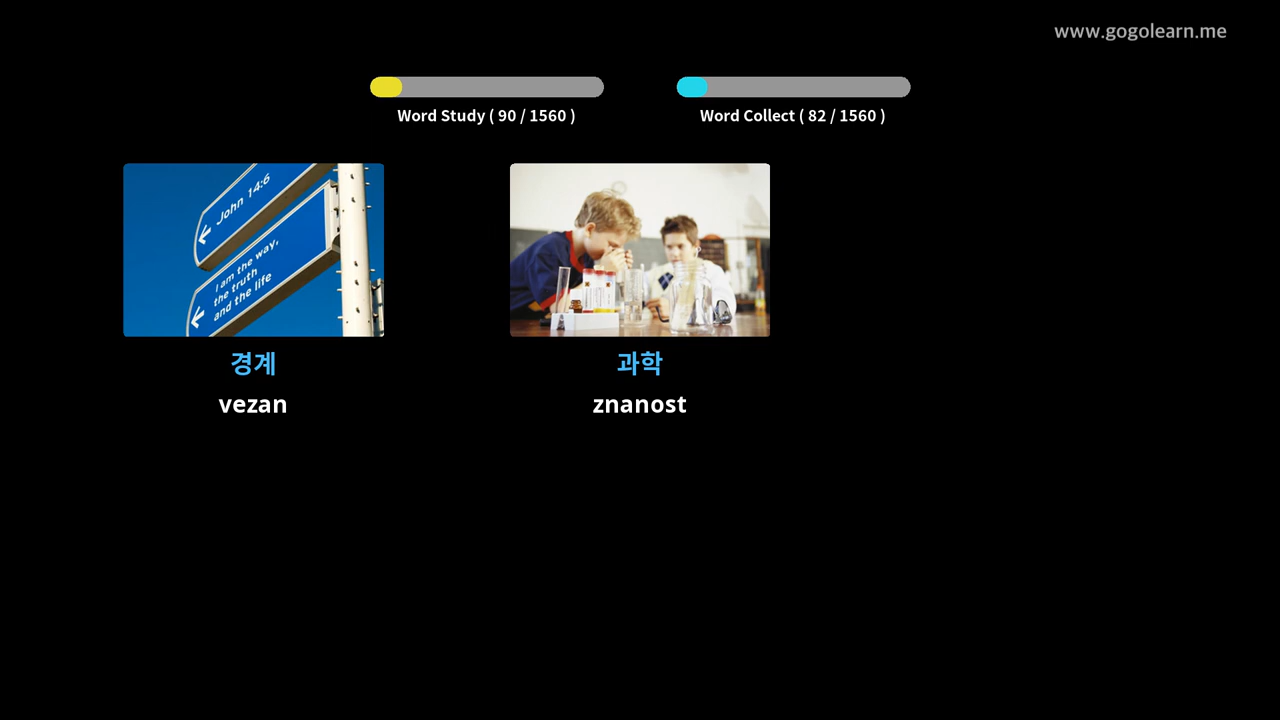 www.gogolearn.me
Word Study ( 90 / 1560 )
Word Collect ( 82 / 1560 )
John 14:6
I am the way,
the truth
and the life
경계
vezan
과학
znanost